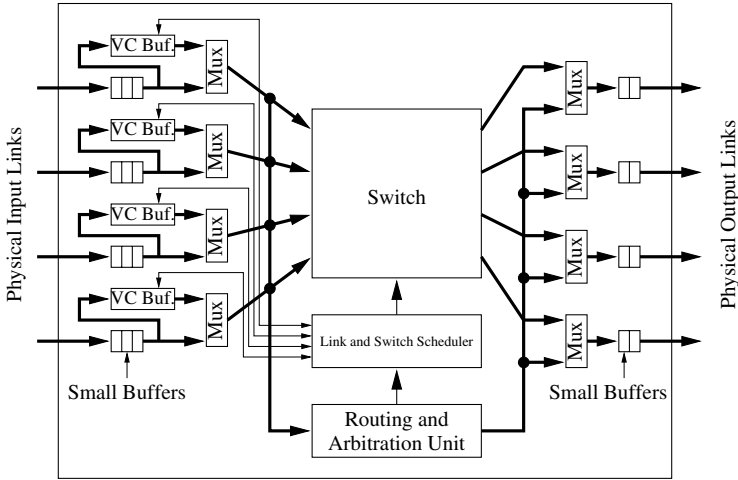 VC Buf.
Mux
VC Buf.
Mux
VC Buf.
Mux
VC Buf.
Mux
Physical Input Links
Small Buffers
Switch
Link and Switch Scheduler
Routing and
Arbitration Unit
Mux
Mux
Mux
Mux
Small Buffers
Physical Output Links